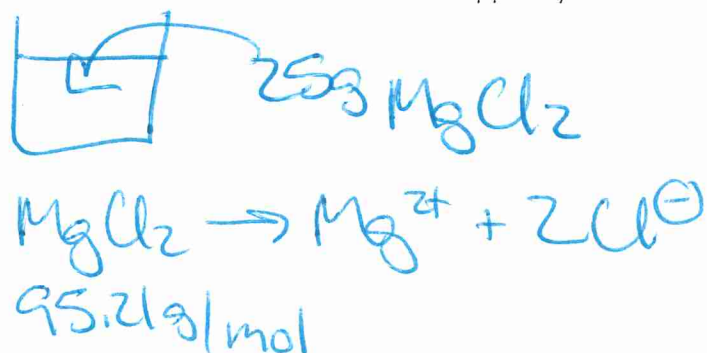 25g MgCl₂
MgCl₂ → Mg²⁺ + 2Cl⊖
95.21g/mol